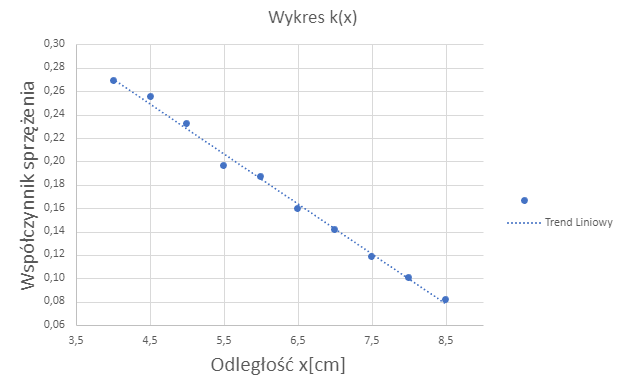 Wykres k(x)
0,30
0,28
0,26
0,24
0,22
0,20
0,18
0,16
0,14
0,12
0,10
0,08
0,06
3,5 4,5 5,5 6,5 7,5 8,5
Współczynnik sprzężenia
Odległość x[cm]
Trend Liniowy